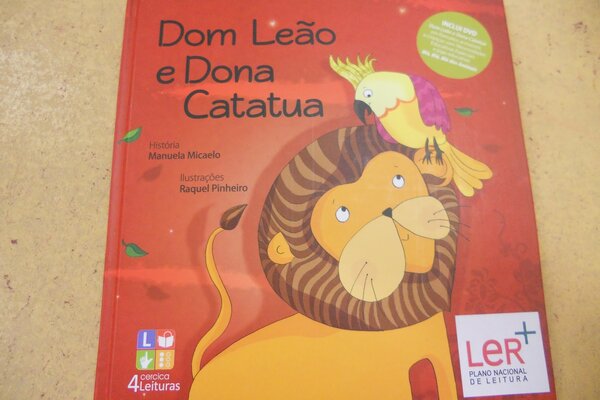 Dom Leão
e Dona
Catatua
INCLUI DVD
História
Manuela Micaelo
Ilustrações
Raquel Pinheiro
L
cercica
4Leituras
LeR+
PLANO NACIONAL
DE LEITURA